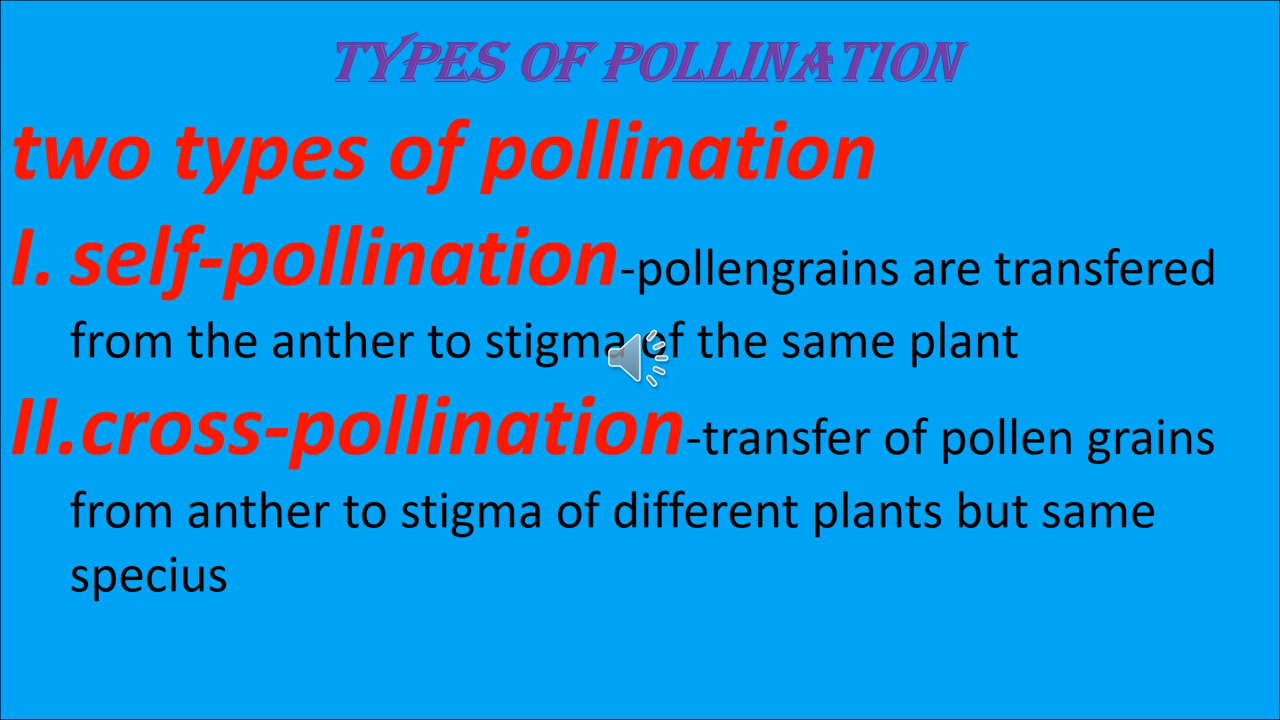 TYPES OF POLLINATION
two types of pollination
I. self-pollination-pollengrains are transfered
from the anther to stigma of the same plant
II.cross-pollination-transfer of pollen grains
from anther to stigma of different plants but same
specius